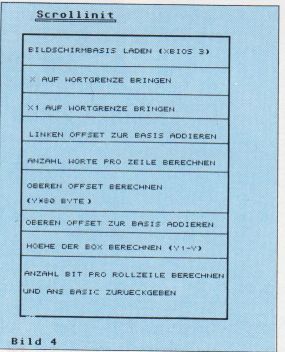 Scrollinit
BILDSCHIRMBASIS LADEN (XBIOS 3)
X AUF WORTGRENZE BRINGEN
X1 AUF WORTGRENZE BRINGEN
LINKEN OFFSET ZUR BASIS ADDIEREN
ANZAHL WORTE PRO ZEILE BERECHNEN
OBEREN OFFSET BERECHNEN
(Y*80 BYTE)
OBEREN OFFSET ZUR BASIS ADDIEREN
HOEHE DER BOX BERECHNEN (Y1-Y)
ANZAHL BIT PRO ROLLZEILE BERECHNEN
UND ANS BASIC ZURUECKGEBEN
Bild 4